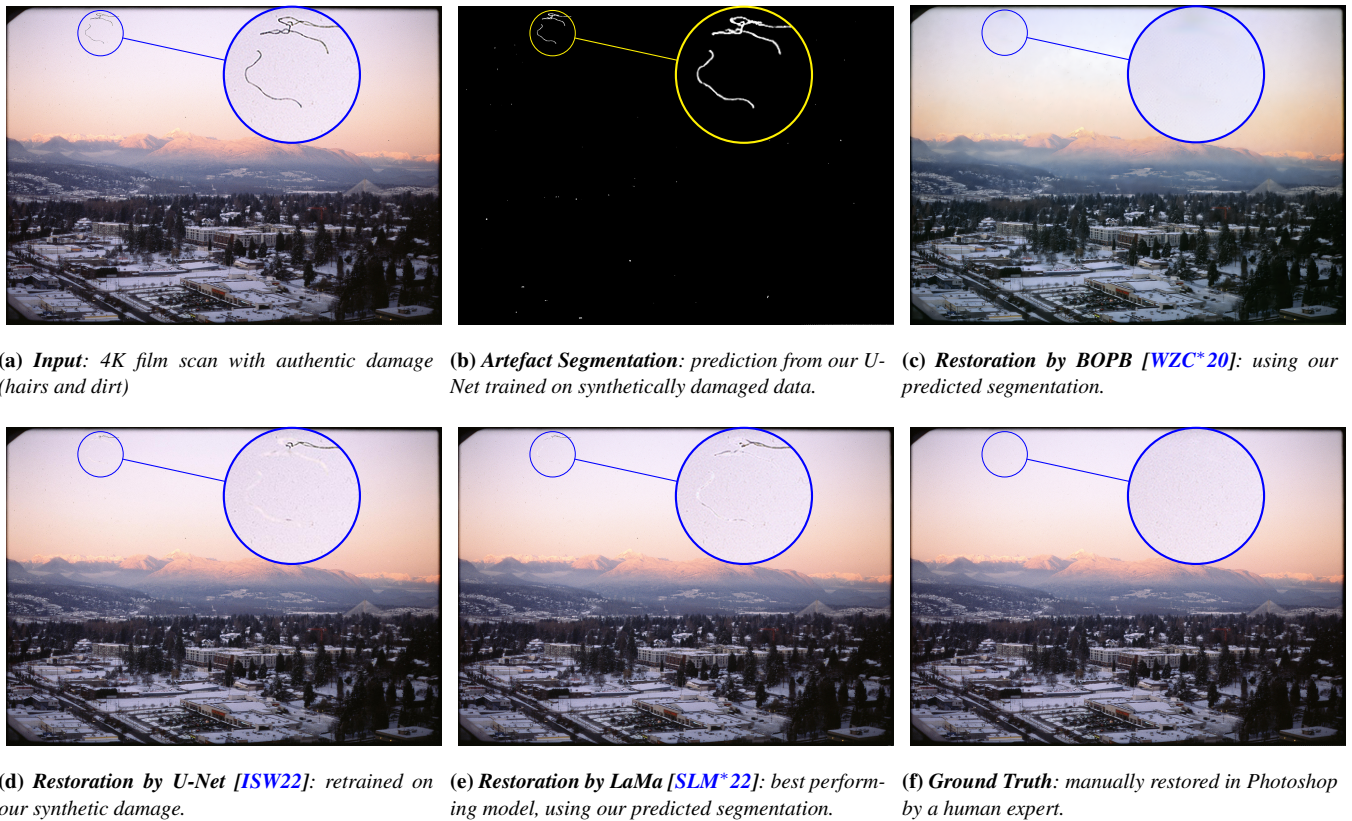 (a) Input: 4K film scan with authentic damage
(hairs and dirt)
(b) Artefact Segmentation: prediction from our U-
Net trained on synthetically damaged data.
(c) Restoration by BOPB [WZC*20]: using our
predicted segmentation.
(d) Restoration by U-Net [ISW22]: retrained on
our synthetic damage.
(e) Restoration by LaMa [SLM*22]: best perform-
ing model, using our predicted segmentation.
(f) Ground Truth: manually restored in Photoshop
by a human expert.